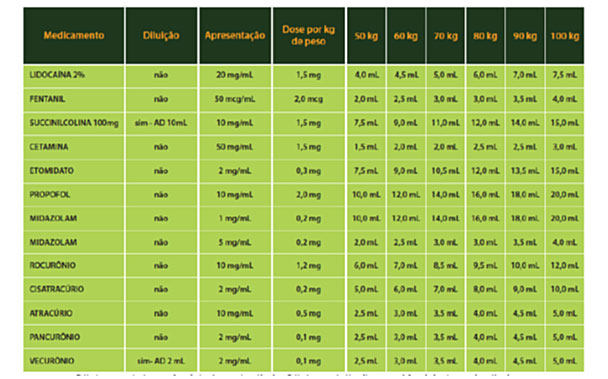 Medicamento Diluição Apresentação Dose por kg de peso 50 kg 60 kg 70 kg 80 kg 90 kg 100 kg
LIDOCAÍNA 2% não 20 mg/mL 1,5 mg 4,0 mL 4,5 mL 5,0 mL 6,0 mL 7,0 mL 7,5 mL
FENTANIL não 50 mcg/mL 2,0 mcg 2,0 mL 2,5 mL 3,0 mL 3,0 mL 3,5 mL 4,0 mL
SUCCINILCOLINA 100mg sim - AD 10mL 10 mg/mL 1,5 mg 7,5 mL 9,0 mL 11,0 mL 12,0 mL 14,0 mL 15,0 mL
CETAMINA não 50 mg/mL 1,5 mg 1,5 mL 2,0 mL 2,0 mL 2,5 mL 2,5 mL 3,0 mL
ETOMIDATO não 2 mg/mL 0,3 mg 7,5 mL 9,0 mL 10,5 mL 12,0 mL 13,5 mL 15,0 mL
PROPOFOL não 10 mg/mL 2,0 mg 10,0 mL 12,0 mL 14,0 mL 16,0 mL 18,0 mL 20,0 mL
MIDAZOLAM não 1 mg/mL 0,2 mg 10,0 mL 12,0 mL 14,0 mL 16,0 mL 18,0 mL 20,0 mL
MIDAZOLAM não 5 mg/mL 0,2 mg 2,0 mL 2,5 mL 3,0 mL 3,0 mL 3,5 mL 4,0 mL
ROCURÔNIO não 10 mg/mL 1,2 mg 6,0 mL 7,0 mL 8,5 mL 9,5 mL 10,0 mL 12,0 mL
CISATRACÚRIO não 2 mg/mL 0,2 mg 5,0 mL 6,0 mL 7,0 mL 8,0 mL 9,0 mL 10,0 mL
ATRACÚRIO não 10 mg/mL 0,5 mg 2,5 mL 3,0 mL 3,5 mL 4,0 mL 4,5 mL 5,0 mL
PANCURÔNIO não 2 mg/mL 0,1 mg 2,5 mL 3,0 mL 3,5 mL 4,0 mL 4,5 mL 5,0 mL
VECURÔNIO sim- AD 2 mL 2 mg/mL 0,1 mg 2,5 mL 3,0 mL 3,5 mL 4,0 mL 4,5 mL 5,0 mL